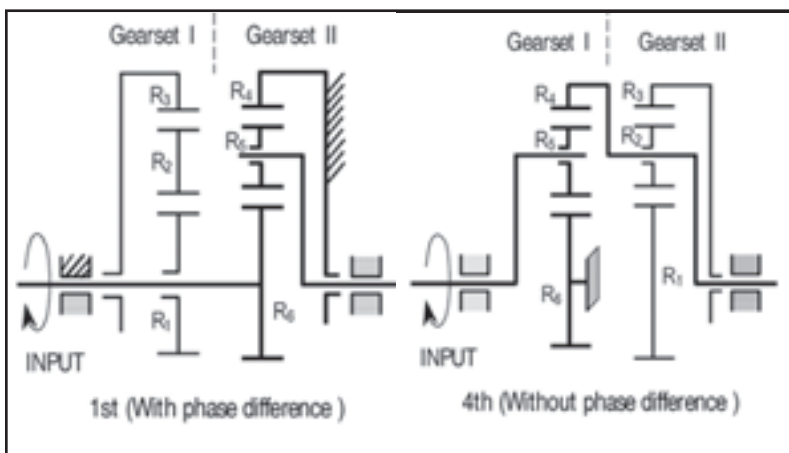 Gearset I Gearset II
R3
R4
R5
R2
R1
R6
INPUT
1st (With phase difference )
Gearset I Gearset II
R4
R3
R5
R2
R6
R1
INPUT
4th (Without phase difference )